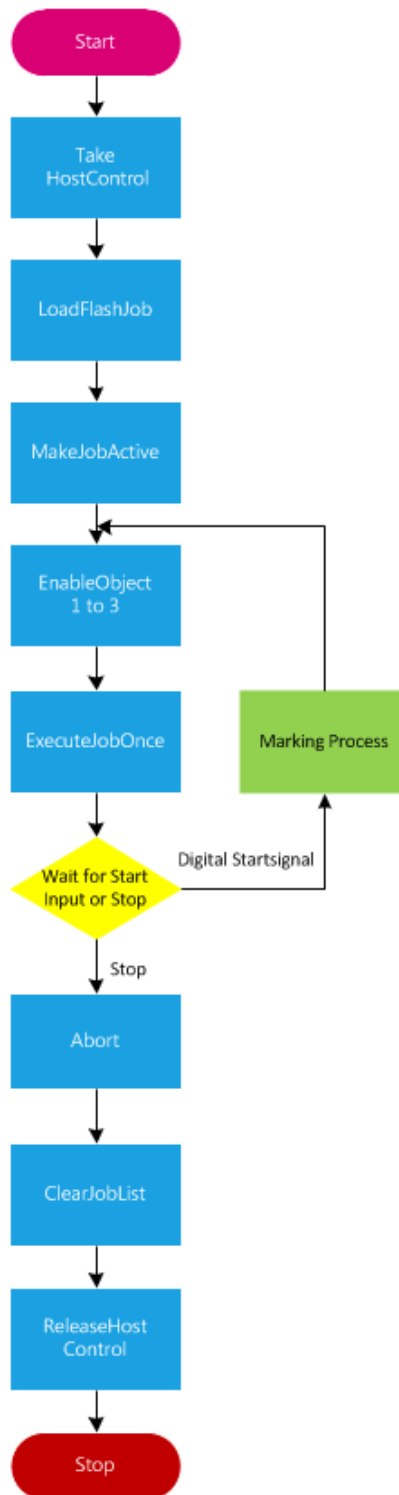 Start
Take
HostControl
LoadFlashJob
MakeJobActive
EnableObject
1 to 3
ExecuteJobOnce
Marking Process
Digital Startsignal
Wait for Start
Input or Stop
Stop
Abort
ClearJobList
ReleaseHost
Control
Stop